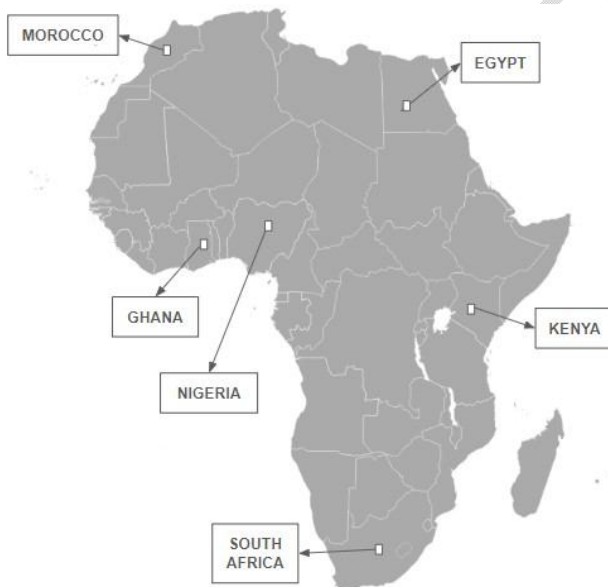 MOROCCO
EGYPT
GHANA
KENYA
NIGERIA
SOUTH
AFRICA